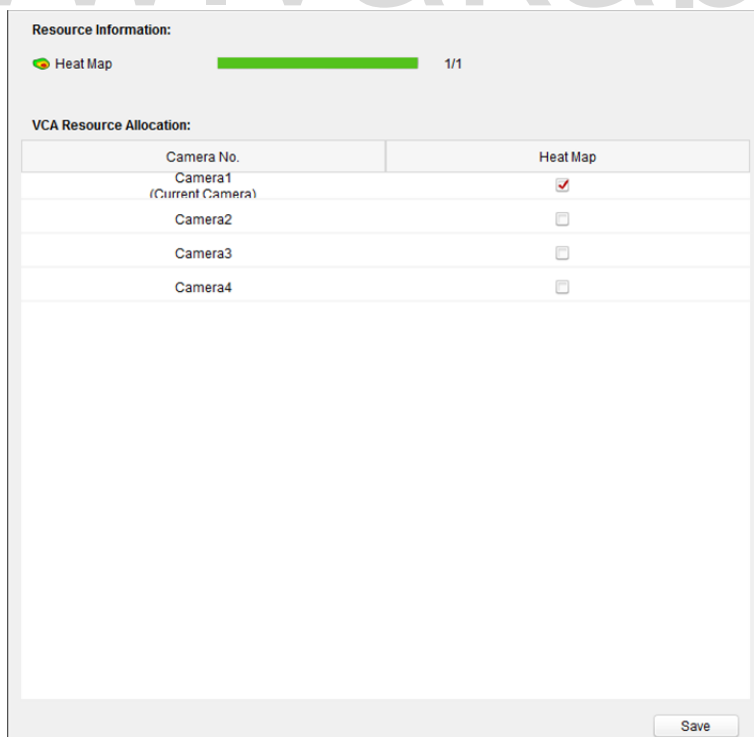 Resource Information:
Heat Map 1/1
VCA Resource Allocation:
Camera No. Heat Map
Camera1
(Current Camera)
Camera2
Camera3
Camera4
Save